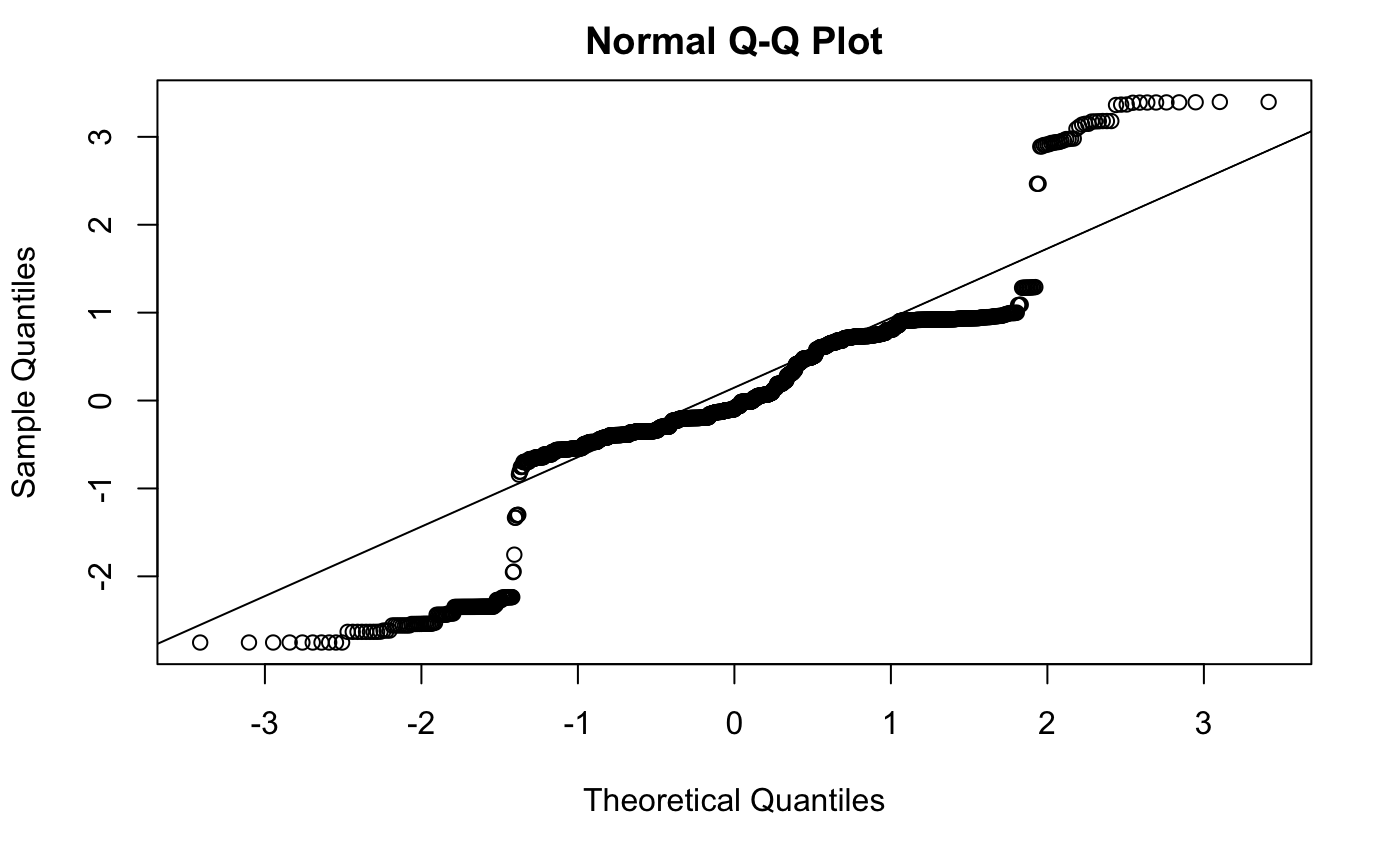 Normal Q-Q Plot
Sample Quantiles
3
2
1
0
-1
-2
-3 -2 -1 0 1 2 3
Theoretical Quantiles